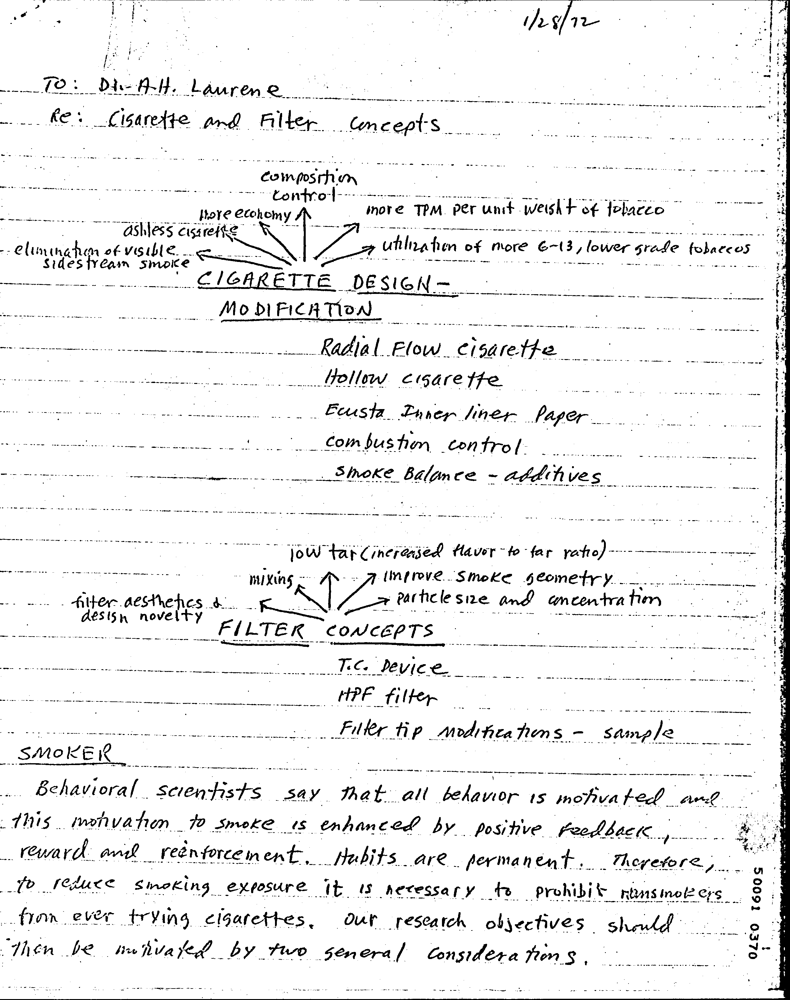 1/28/72
TO: Dr. A.H. Laurene
Re: Cigarette and Filter Concepts
composition
control
more economy
more TPM per unit weight of tobacco
ashless cigarette
utilization of more G-13, lower grade tobaccos
elimination of visible
sidestream smoke
CIGARETTE DESIGN-
MODIFICATION
Radial Flow cigarette
Hollow cigarette
Ecusta Inner liner Paper
combustion control
smoke Balance - additives
low tar (increased flavor to tar ratio)
mixing
improve smoke geometry
particle size and concentration
filter aesthetics &
design novelty
FILTER CONCEPTS
T.C. Device
HPF filter
Filter tip modifications - sample
SMOKER
Behavioral scientists say that all behavior is motivated and
this motivation to smoke is enhanced by positive feedback,
reward and reenforcement. Habits are permanent. Therefore,
to reduce smoking exposure it is necessary to prohibit nonsmokers
from ever trying cigarettes. Our research objectives should
then be motivated by two general considerations.
50091 0370